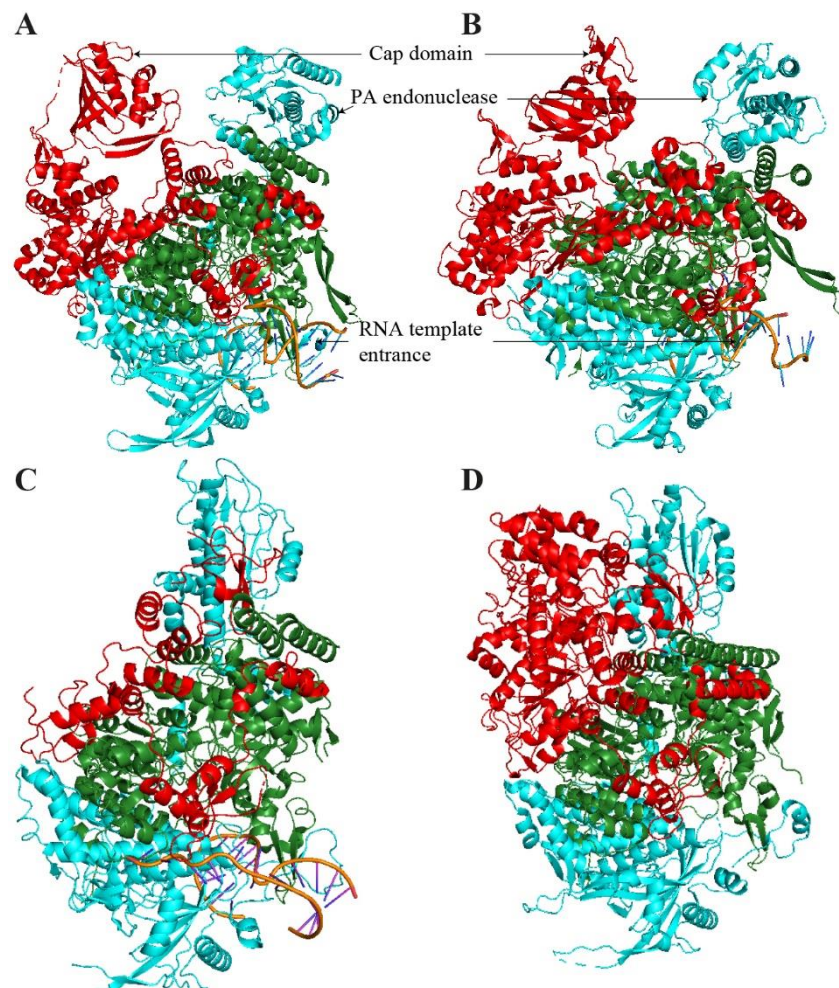 A
B
Cap domain
PA endonuclease
RNA template
entrance
C
D